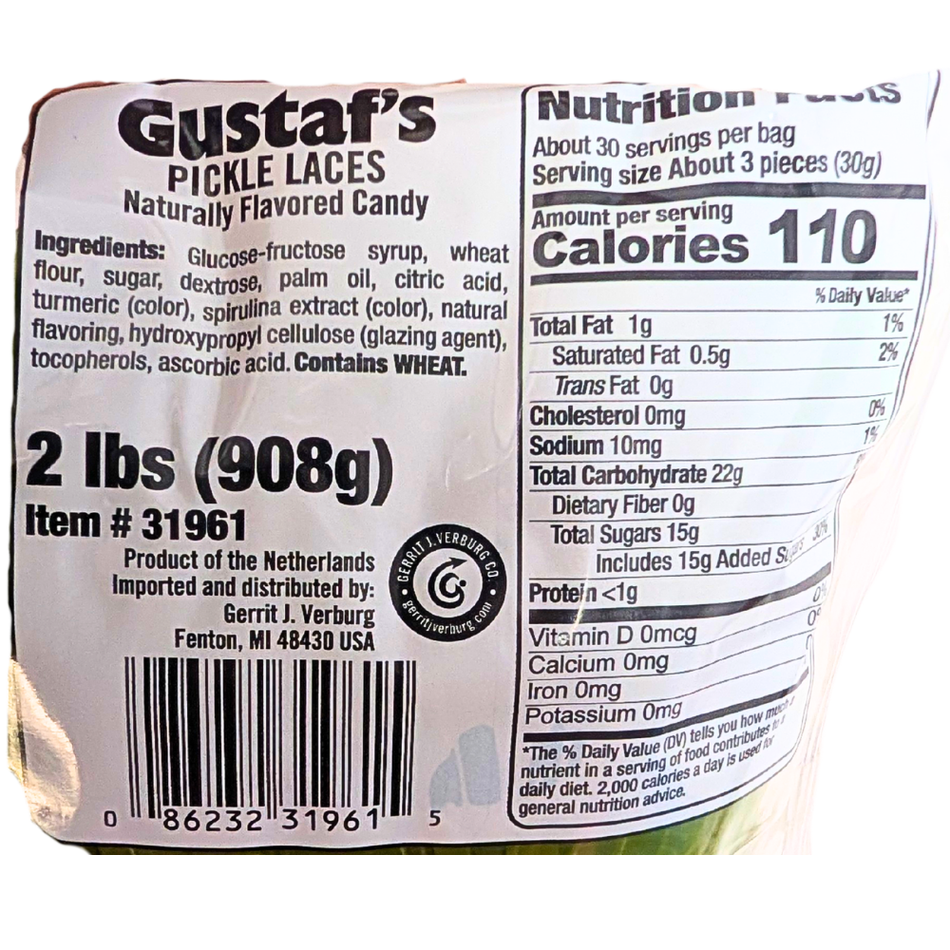 Gustaf's
PICKLE LACES
Naturally Flavored Candy
Ingredients: Glucose-fructose syrup, wheat
flour, sugar, dextrose, palm oil, citric acid,
turmeric (color), spirulina extract (color), natural
flavoring, hydroxypropyl cellulose (glazing agent),
tocopherols, ascorbic acid. Contains WHEAT.
2 lbs (908g)
Item # 31961
Product of the Netherlands
Imported and distributed by:
Gerrit J. Verburg
Fenton, MI 48430 USA
GERRIT J. VERBURG CO.
gerritjverburg.com
0 86232 31961 5
Nutrition Facts
About 30 servings per bag
Serving size About 3 pieces (30g)
Amount per serving
Calories 110
% Daily Value*
Total Fat 1g 1%
Saturated Fat 0.5g 2%
Trans Fat 0g
Cholesterol 0mg 0%
Sodium 10mg 1%
Total Carbohydrate 22g
Dietary Fiber 0g
Total Sugars 15g
Includes 15g Added Sugars 30%
Protein <1g
Vitamin D 0mcg
Calcium 0mg
Iron 0mg
Potassium 0mg
*The % Daily Value (DV) tells you how much a
nutrient in a serving of food contributes to a
daily diet. 2,000 calories a day is used for
general nutrition advice.